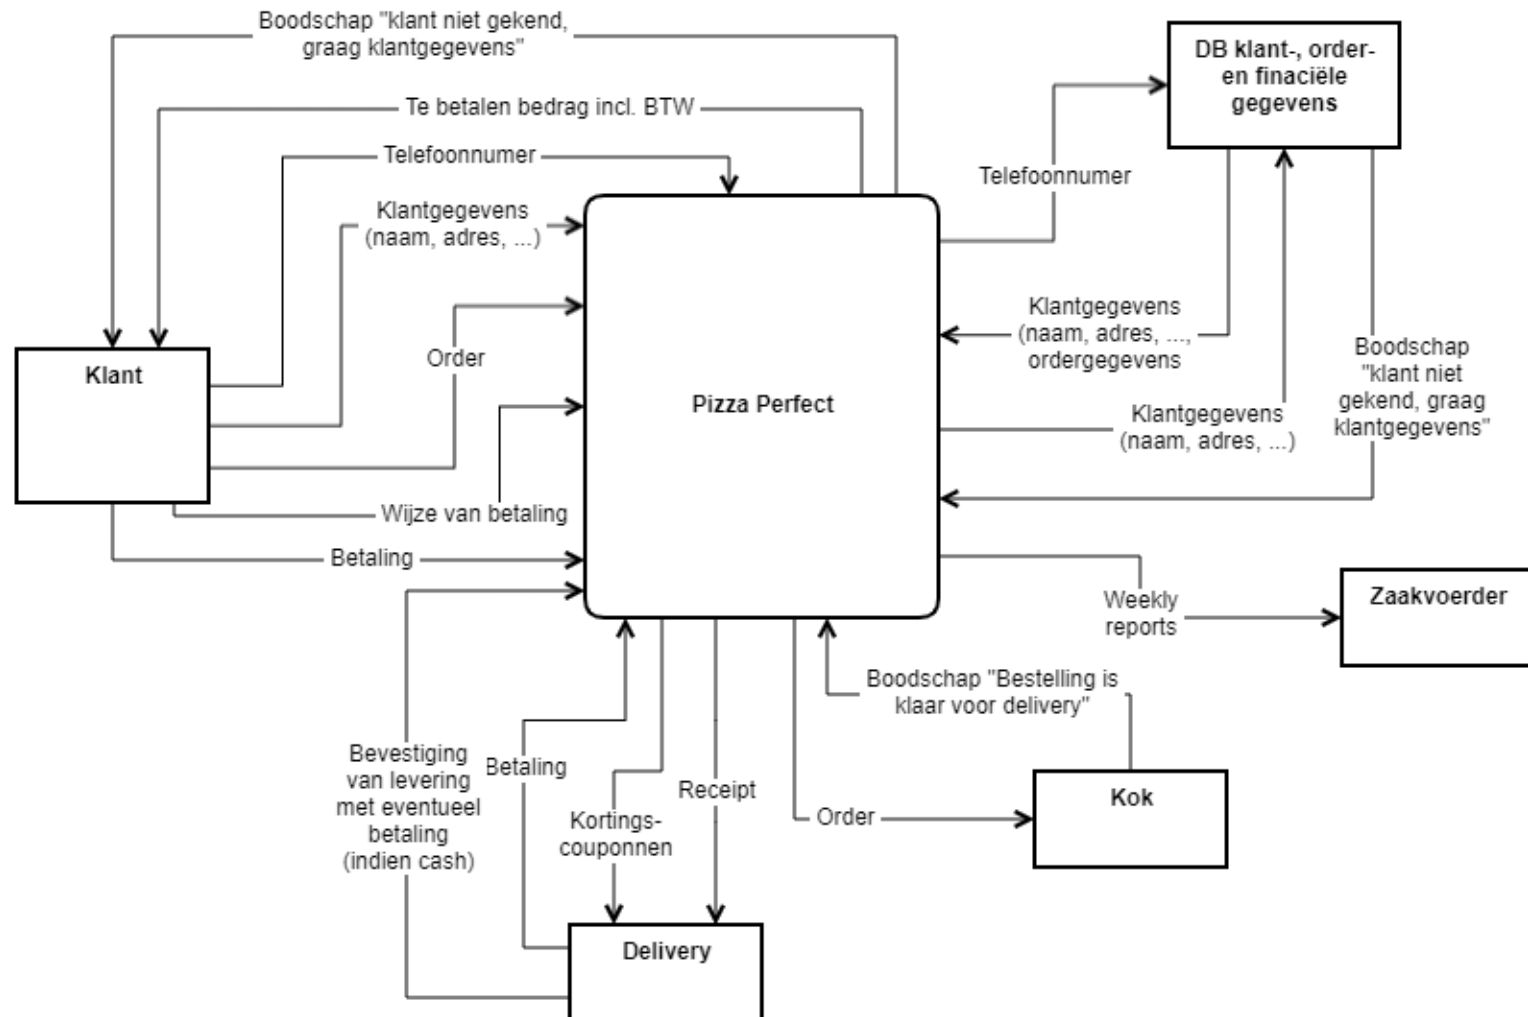 Boodschap "klant niet gekend,
graag klantgegevens"
Te betalen bedrag incl. BTW
Telefoonnumer
Klantgegevens
(naam, adres, ...)
Order
Klant
Wijze van betaling
Betaling
Pizza Perfect
DB klant-, order-
en finaciële
gegevens
Telefoonnumer
Klantgegevens
(naam, adres, ...,
ordergegevens
Boodschap
"klant niet
gekend, graag
klantgegevens"
Klantgegevens
(naam, adres, ...)
Weekly
reports
Zaakvoerder
Boodschap "Bestelling is
klaar voor delivery"
Kok
Order
Receipt
Kortings-
couponnen
Betaling
Bevestiging
van levering
met eventueel
betaling
(indien cash)
Delivery